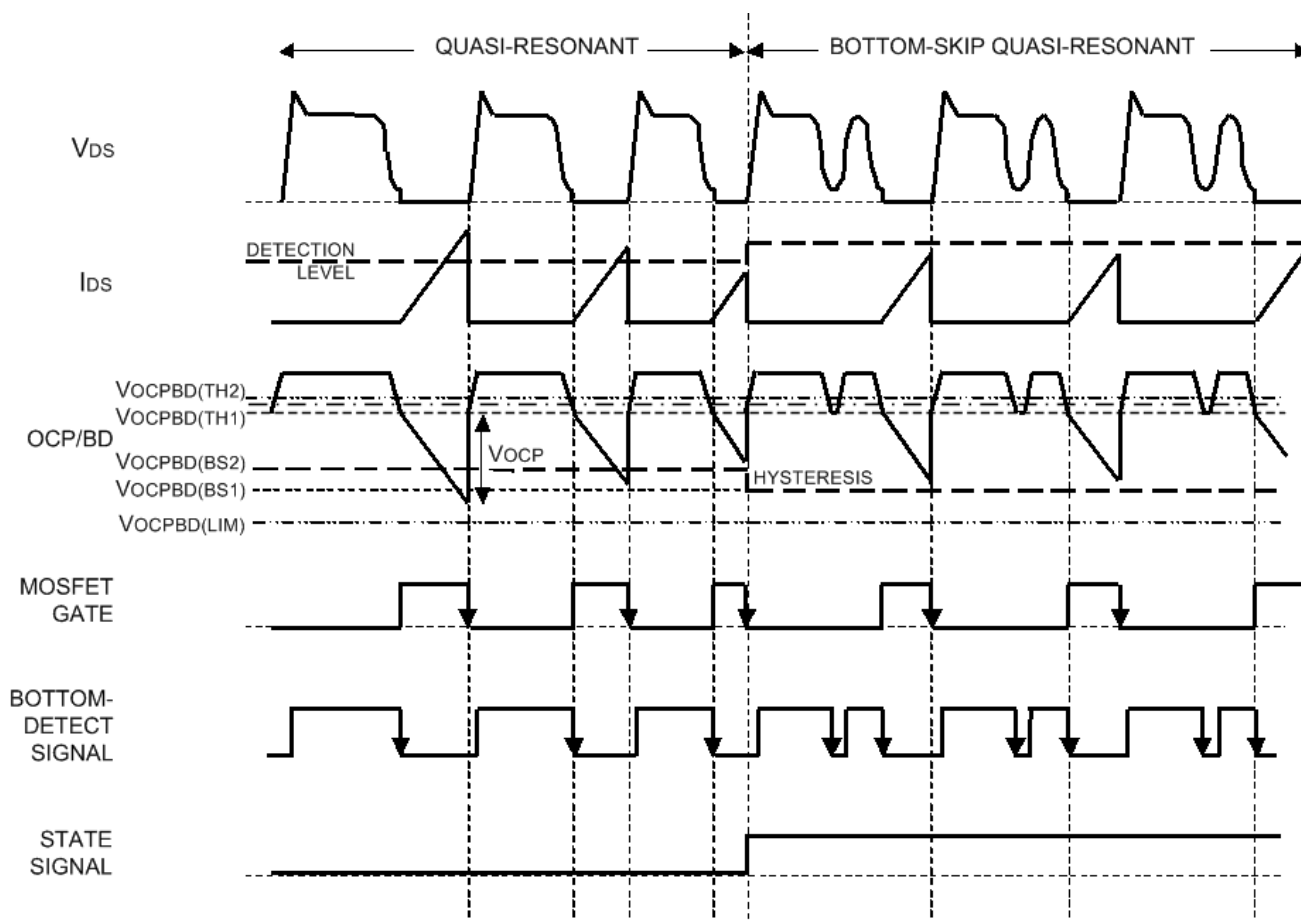 QUASI-RESONANT
BOTTOM-SKIP QUASI-RESONANT
VDS
DETECTION
LEVEL
IDS
VOCPBD(TH2)
VOCPBD(TH1)
OCP/BD
VOCP
VOCPBD(BS2)
HYSTERESIS
VOCPBD(BS1)
VOCPBD(LIM)
MOSFET
GATE
BOTTOM-
DETECT
SIGNAL
STATE
SIGNAL